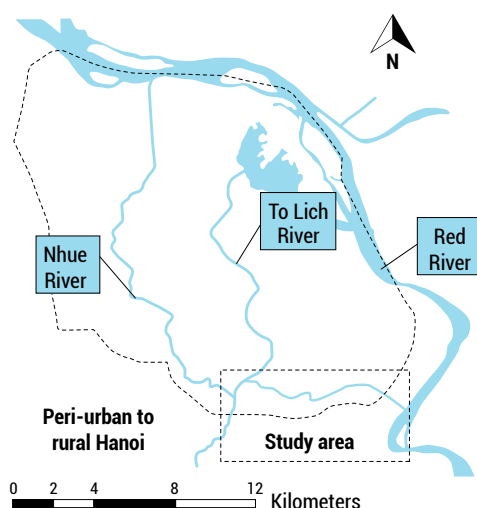 N
To Lich
River
Nhue
River
Red
River
Peri-urban to
rural Hanoi
Study area
0 2 4 8 12
Kilometers